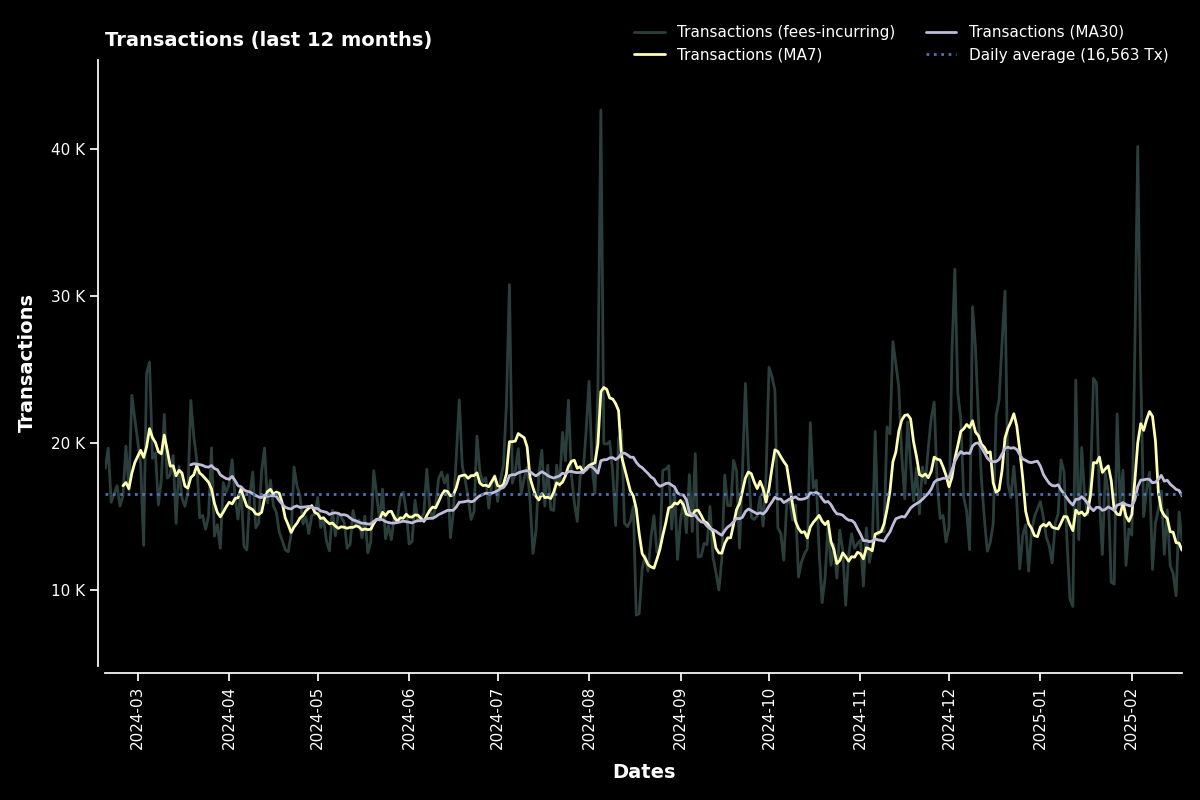 Transactions (last 12 months)
Transactions (fees-incurring)
Transactions (MA7)
Transactions (MA30)
Daily average (16,563 Tx)
Transactions
40 K
30 K
20 K
10 K
2024-03
2024-04
2024-05
2024-06
2024-07
2024-08
2024-09
2024-10
2024-11
2024-12
2025-01
2025-02
Dates